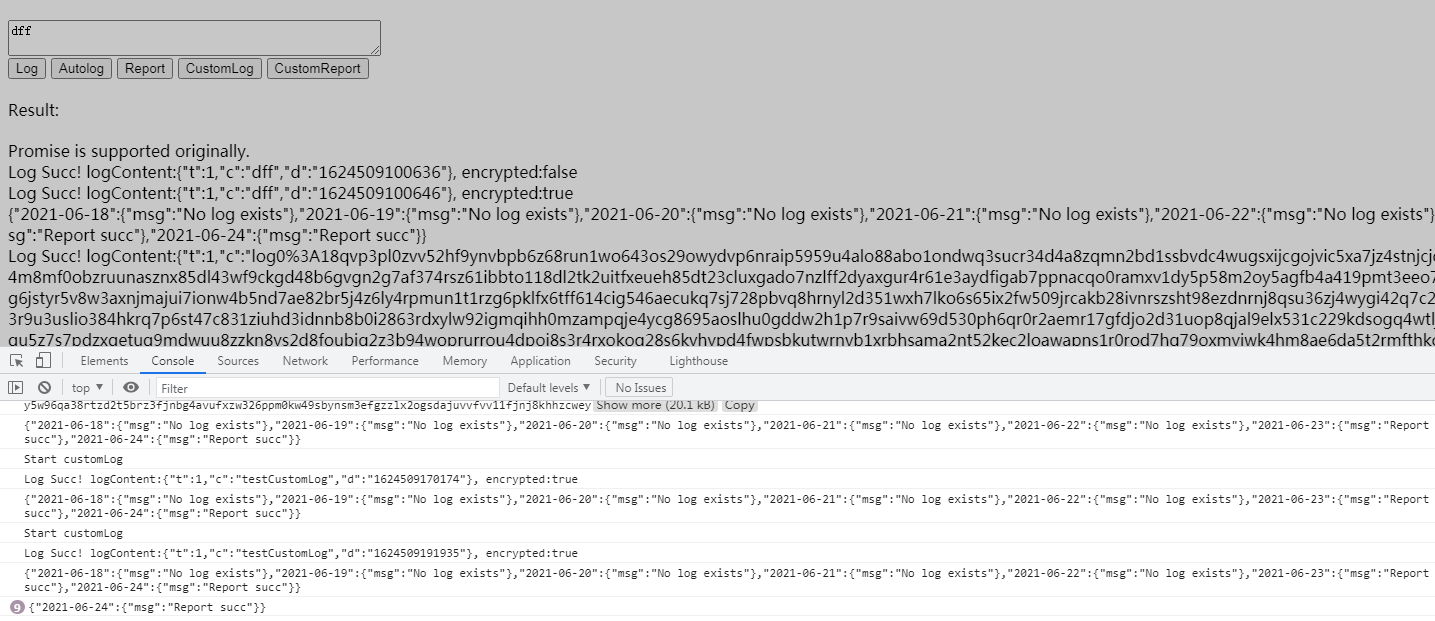 dff
Log Autolog Report CustomLog CustomReport
Result:
Promise is supported originally.
Log Succ! logContent:{"t":1,"c":"dff","d":"1624509100636"}, encrypted:false
Log Succ! logContent:{"t":1,"c":"dff","d":"1624509100646"}, encrypted:true
{"2021-06-18":{"msg":"No log exists"},"2021-06-19":{"msg":"No log exists"},"2021-06-20":{"msg":"No log exists"},"2021-06-21":{"msg":"No log exists"},"2021-06-22":{"msg":"No log exists"}
sg":"Report succ"},"2021-06-24":{"msg":"Report succ"}}
Log Succ! logContent:{"t":1,"c":"log0%3A18qvp3pl0zvv52hf9ynvbpb6z68run1wo643os29owydvp6nraip5959u4alo88abo1ondwq3sucr34d4a8zqmn2bd1ssbvdc4wugsxijcgojvic5xa7jz4stnjcj
Elements Console Sources Network Performance Memory Application Security Lighthouse
top ▼ Filter Default levels ▼ No Issues
y5w96qa38rtzd2t5brz3fjnbg4avufxzw326ppm0kw49sbynsm3efgzzlx2ogsdajuvvfvv11fjnj8khhzcwey Show more (20.1 kB) Copy
{"2021-06-18":{"msg":"No log exists"},"2021-06-19":{"msg":"No log exists"},"2021-06-20":{"msg":"No log exists"},"2021-06-21":{"msg":"No log exists"},"2021-06-22":{"msg":"No log exists"},"2021-06-23":{"msg":"Report
succ"},"2021-06-24":{"msg":"Report succ"}}
Start customLog
Log Succ! logContent:{"t":1,"c":"testCustomLog","d":"1624509170174"}, encrypted:true
{"2021-06-18":{"msg":"No log exists"},"2021-06-19":{"msg":"No log exists"},"2021-06-20":{"msg":"No log exists"},"2021-06-21":{"msg":"No log exists"},"2021-06-22":{"msg":"No log exists"},"2021-06-23":{"msg":"Report
succ"},"2021-06-24":{"msg":"Report succ"}}
Start customLog
Log Succ! logContent:{"t":1,"c":"testCustomLog","d":"1624509191935"}, encrypted:true
{"2021-06-18":{"msg":"No log exists"},"2021-06-19":{"msg":"No log exists"},"2021-06-20":{"msg":"No log exists"},"2021-06-21":{"msg":"No log exists"},"2021-06-22":{"msg":"No log exists"},"2021-06-23":{"msg":"Report
succ"},"2021-06-24":{"msg":"Report succ"}}
9 {"2021-06-24":{"msg":"Report succ"}}